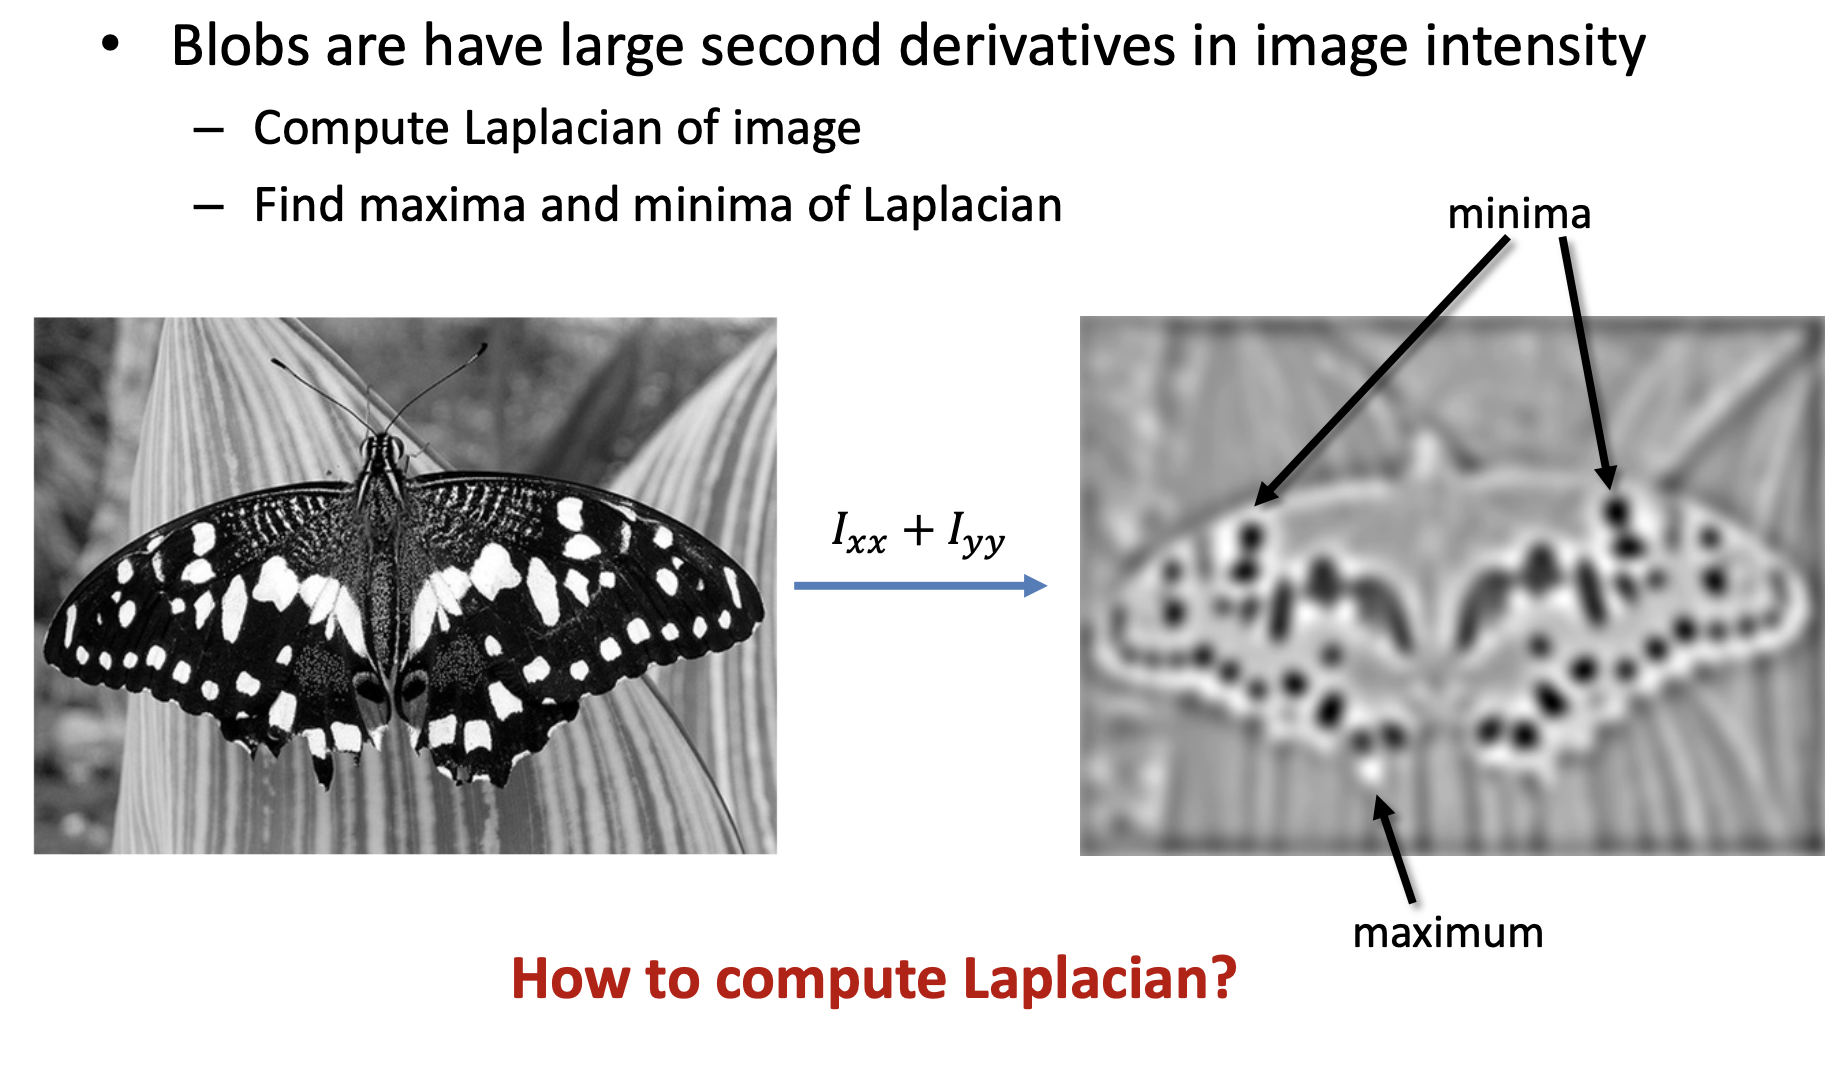 • Blobs are have large second derivatives in image intensity
– Compute Laplacian of image
– Find maxima and minima of Laplacian
minima
I_{xx} + I_{yy}
maximum
How to compute Laplacian?